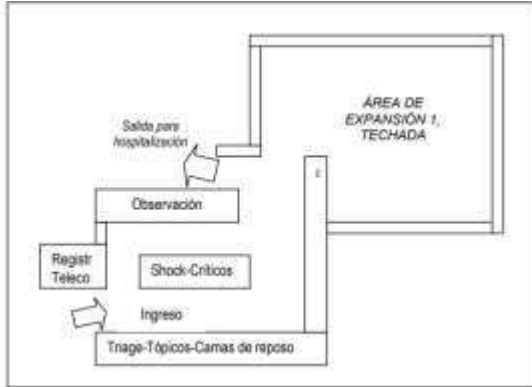 ÁREA DE
EXPANSIÓN 1,
TECHADA
Salida para
hospitalización
Observación
Registr
Teleco
Shock-Críticos
Ingreso
Triage-Tópicos-Camas de reposo